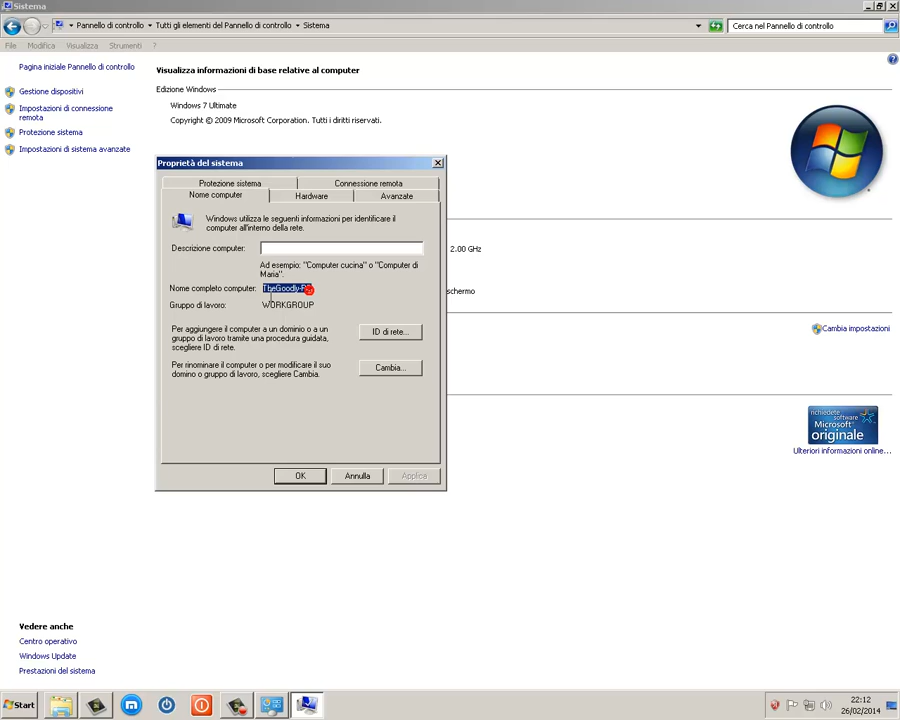 Sistema
Pannello di controllo
Tutti gli elementi del Pannello di controllo
Sistema
Cerca nel Pannello di controllo
File
Modifica
Visualizza
Strumenti
?
Pagina iniziale Pannello di controllo
Gestione dispositivi
Impostazioni di connessione
remota
Protezione sistema
Impostazioni di sistema avanzate
Visualizza informazioni di base relative al computer
Edizione Windows
Windows 7 Ultimate
Copyright © 2009 Microsoft Corporation. Tutti i diritti riservati.
Proprietà del sistema
Protezione sistema
Connessione remota
Nome computer
Hardware
Avanzate
Windows utilizza le seguenti informazioni per identificare il
computer all'interno della rete.
Descrizione computer:
Ad esempio: "Computer cucina" o "Computer di
Maria".
Nome completo computer:
Gruppo di lavoro:
WORKGROUP
Per aggiungere il computer a un dominio o a un
gruppo di lavoro tramite una procedura guidata,
scegliere ID di rete.
ID di rete...
Per rinominare il computer o per modificare il suo
dominio o gruppo di lavoro, scegliere Cambia.
Cambia...
OK
Annulla
Applica
2.00 GHz
schermo
Cambia impostazioni
richiedete
software
Microsoft
originale
Ulteriori informazioni online...
Vedere anche
Centro operativo
Windows Update
Prestazioni del sistema
Start
22:12
26/02/2014